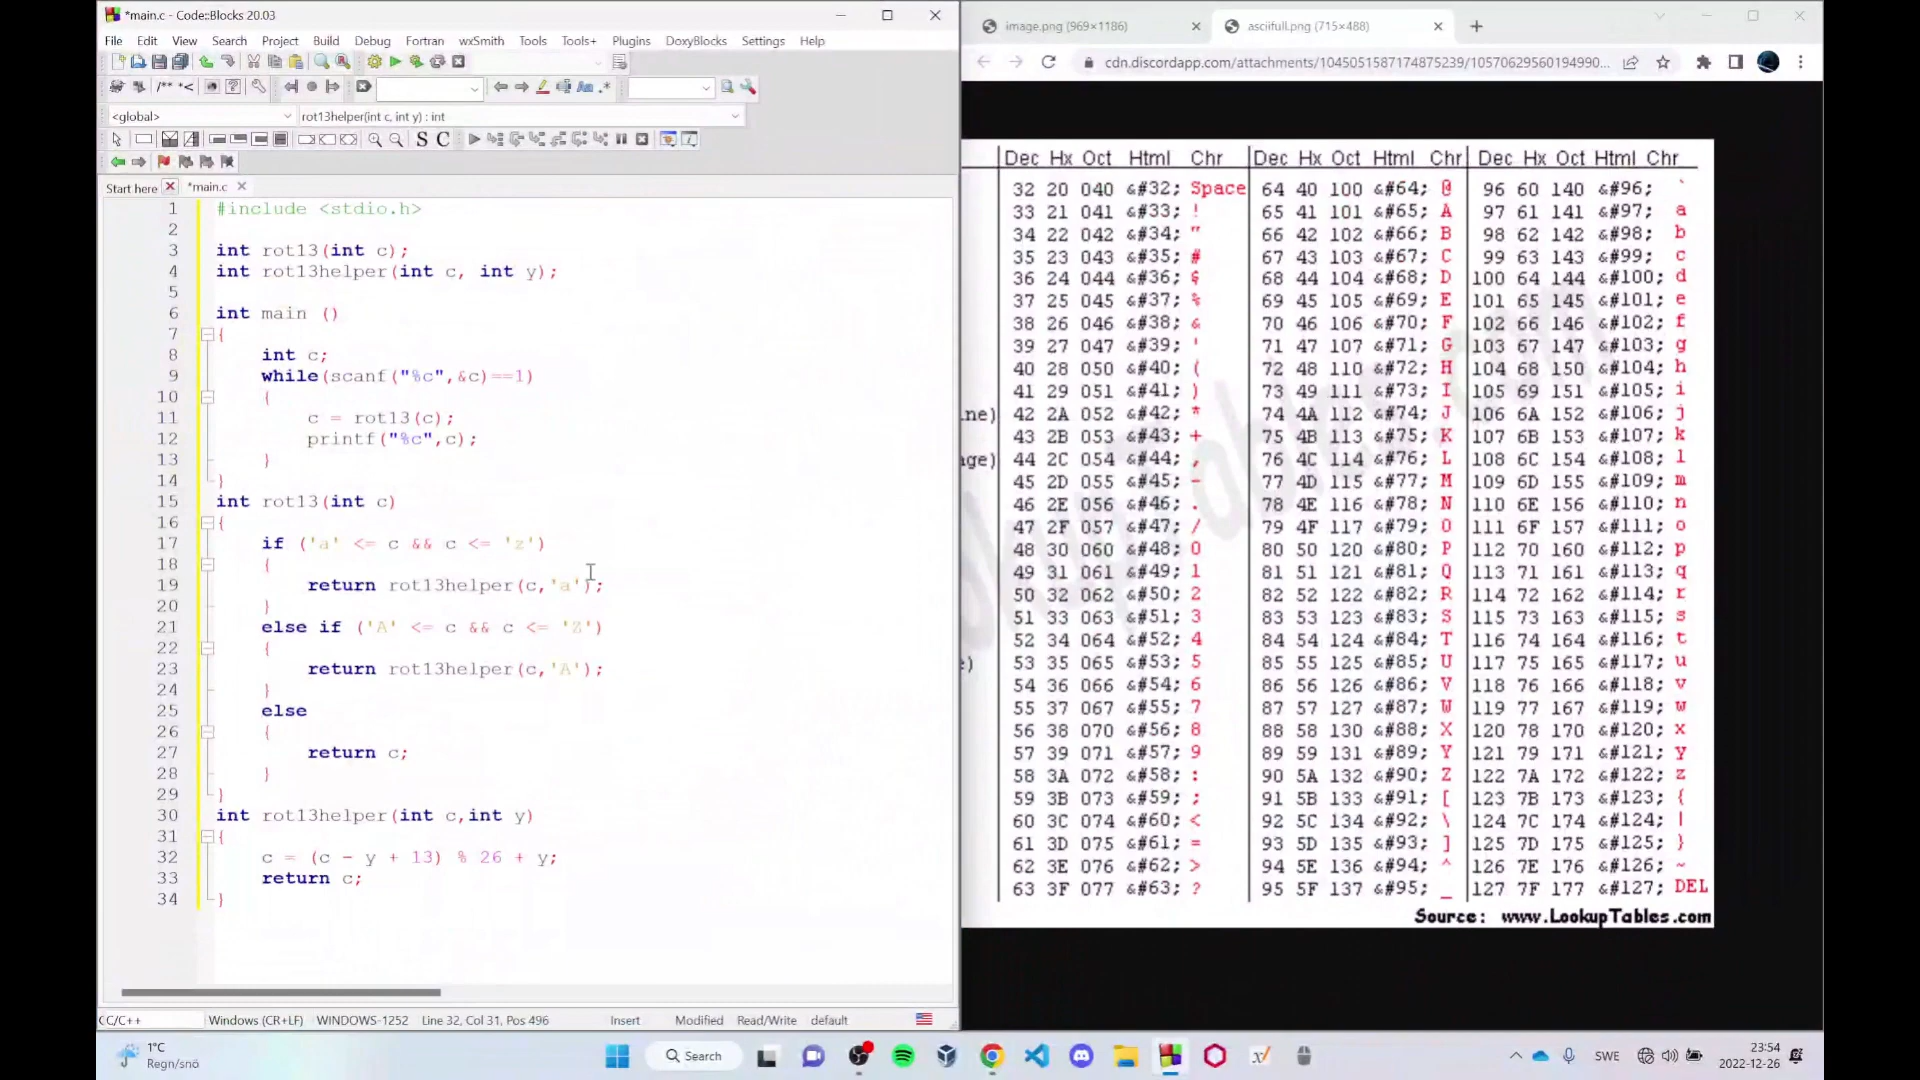 *main.c - Code::Blocks 20.03
File Edit View Search Project Build Debug Fortran wxSmith Tools Tools+ Plugins DoxyBlocks Settings Help
<global>
rot13helper(int c, int y) : int
S C
Start here
*main.c
1 #include <stdio.h>
2
3 int rot13(int c);
4 int rot13helper(int c, int y);
5
6 int main ()
7 {
8 int c;
9 while(scanf("%c",&c)==1)
10 {
11 c = rot13(c);
12 printf("%c",c);
13 }
14 }
15 int rot13(int c)
16 {
17 if ('a' <= c && c <= 'z')
18 {
19 return rot13helper(c,'a');
20 }
21 else if ('A' <= c && c <= 'Z')
22 {
23 return rot13helper(c,'A');
24 }
25 else
26 {
27 return c;
28 }
29 }
30 int rot13helper(int c,int y)
31 {
32 c = (c - y + 13) % 26 + y;
33 return c;
34 }
C/C++ Windows (CR+LF) WINDOWS-1252 Line 32, Col 31, Pos 496 Insert Modified Read/Write default
image.png (969×1186)
asciifull.png (715×488)
cdn.discordapp.com/attachments/1045051587174875239/10570629560194990...
Dec Hx Oct Html Chr Dec Hx Oct Html Chr Dec Hx Oct Html Chr
32 20 040 &#32; Space 64 40 100 &#64; @ 96 60 140 &#96; `
33 21 041 &#33; ! 65 41 101 &#65; A 97 61 141 &#97; a
34 22 042 &#34; " 66 42 102 &#66; B 98 62 142 &#98; b
35 23 043 &#35; # 67 43 103 &#67; C 99 63 143 &#99; c
36 24 044 &#36; $ 68 44 104 &#68; D 100 64 144 &#100; d
37 25 045 &#37; % 69 45 105 &#69; E 101 65 145 &#101; e
38 26 046 &#38; & 70 46 106 &#70; F 102 66 146 &#102; f
39 27 047 &#39; ' 71 47 107 &#71; G 103 67 147 &#103; g
40 28 050 &#40; ( 72 48 110 &#72; H 104 68 150 &#104; h
41 29 051 &#41; ) 73 49 111 &#73; I 105 69 151 &#105; i
ine) 42 2A 052 &#42; * 74 4A 112 &#74; J 106 6A 152 &#106; j
43 2B 053 &#43; + 75 4B 113 &#75; K 107 6B 153 &#107; k
age) 44 2C 054 &#44; , 76 4C 114 &#76; L 108 6C 154 &#108; l
45 2D 055 &#45; - 77 4D 115 &#77; M 109 6D 155 &#109; m
46 2E 056 &#46; . 78 4E 116 &#78; N 110 6E 156 &#110; n
47 2F 057 &#47; / 79 4F 117 &#79; O 111 6F 157 &#111; o
48 30 060 &#48; 0 80 50 120 &#80; P 112 70 160 &#112; p
49 31 061 &#49; 1 81 51 121 &#81; Q 113 71 161 &#113; q
50 32 062 &#50; 2 82 52 122 &#82; R 114 72 162 &#114; r
51 33 063 &#51; 3 83 53 123 &#83; S 115 73 163 &#115; s
52 34 064 &#52; 4 84 54 124 &#84; T 116 74 164 &#116; t
e) 53 35 065 &#53; 5 85 55 125 &#85; U 117 75 165 &#117; u
54 36 066 &#54; 6 86 56 126 &#86; V 118 76 166 &#118; v
55 37 067 &#55; 7 87 57 127 &#87; W 119 77 167 &#119; w
56 38 070 &#56; 8 88 58 130 &#88; X 120 78 170 &#120; x
57 39 071 &#57; 9 89 59 131 &#89; Y 121 79 171 &#121; y
58 3A 072 &#58; : 90 5A 132 &#90; Z 122 7A 172 &#122; z
59 3B 073 &#59; ; 91 5B 133 &#91; [ 123 7B 173 &#123; {
60 3C 074 &#60; < 92 5C 134 &#92; \ 124 7C 174 &#124; |
61 3D 075 &#61; = 93 5D 135 &#93; ] 125 7D 175 &#125; }
62 3E 076 &#62; > 94 5E 136 &#94; ^ 126 7E 176 &#126; ~
63 3F 077 &#63; ? 95 5F 137 &#95; _ 127 7F 177 &#127; DEL
Source: www.LookupTables.com
1°C
Regn/snö
Search
SWE
23:54
2022-12-26